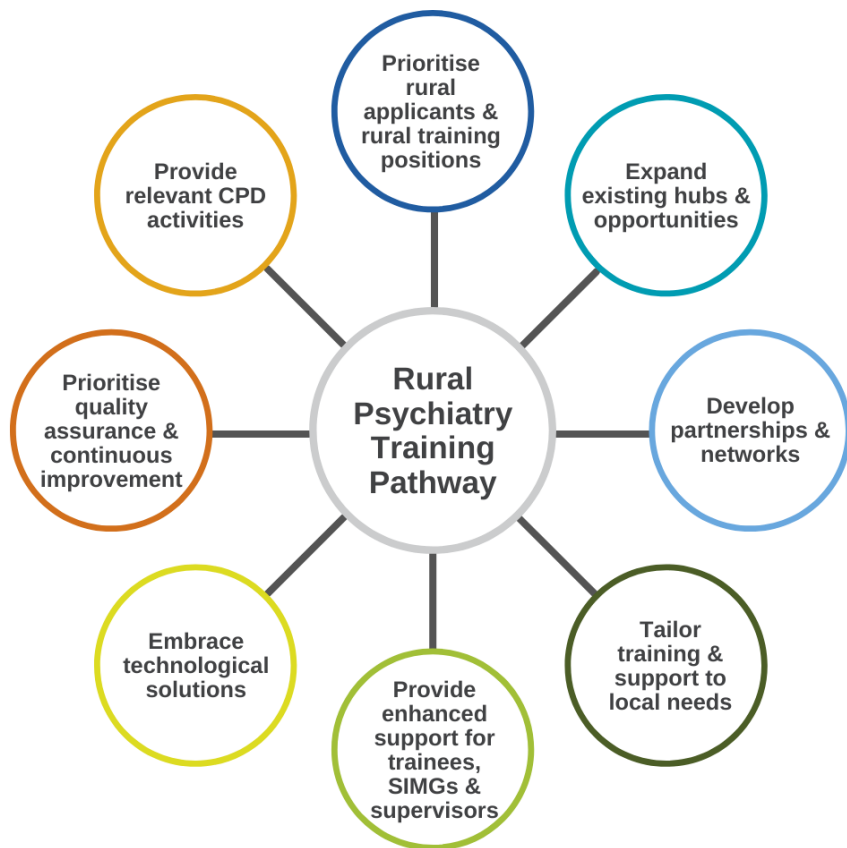 Prioritise
rural
applicants &
rural training
positions
Expand
existing hubs &
opportunities
Develop
partnerships &
networks
Tailor
training &
support to
local needs
Provide
enhanced
support for
trainees,
SIMGs &
supervisors
Embrace
technological
solutions
Prioritise
quality
assurance &
continuous
improvement
Provide
relevant CPD
activities
Rural
Psychiatry
Training
Pathway